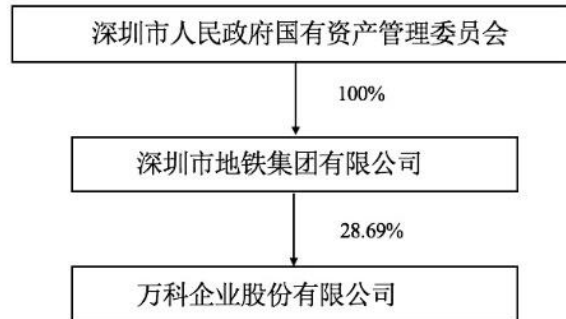 深圳市人民政府国有资产管理委员会
100%
深圳市地铁集团有限公司
28.69%
万科企业股份有限公司